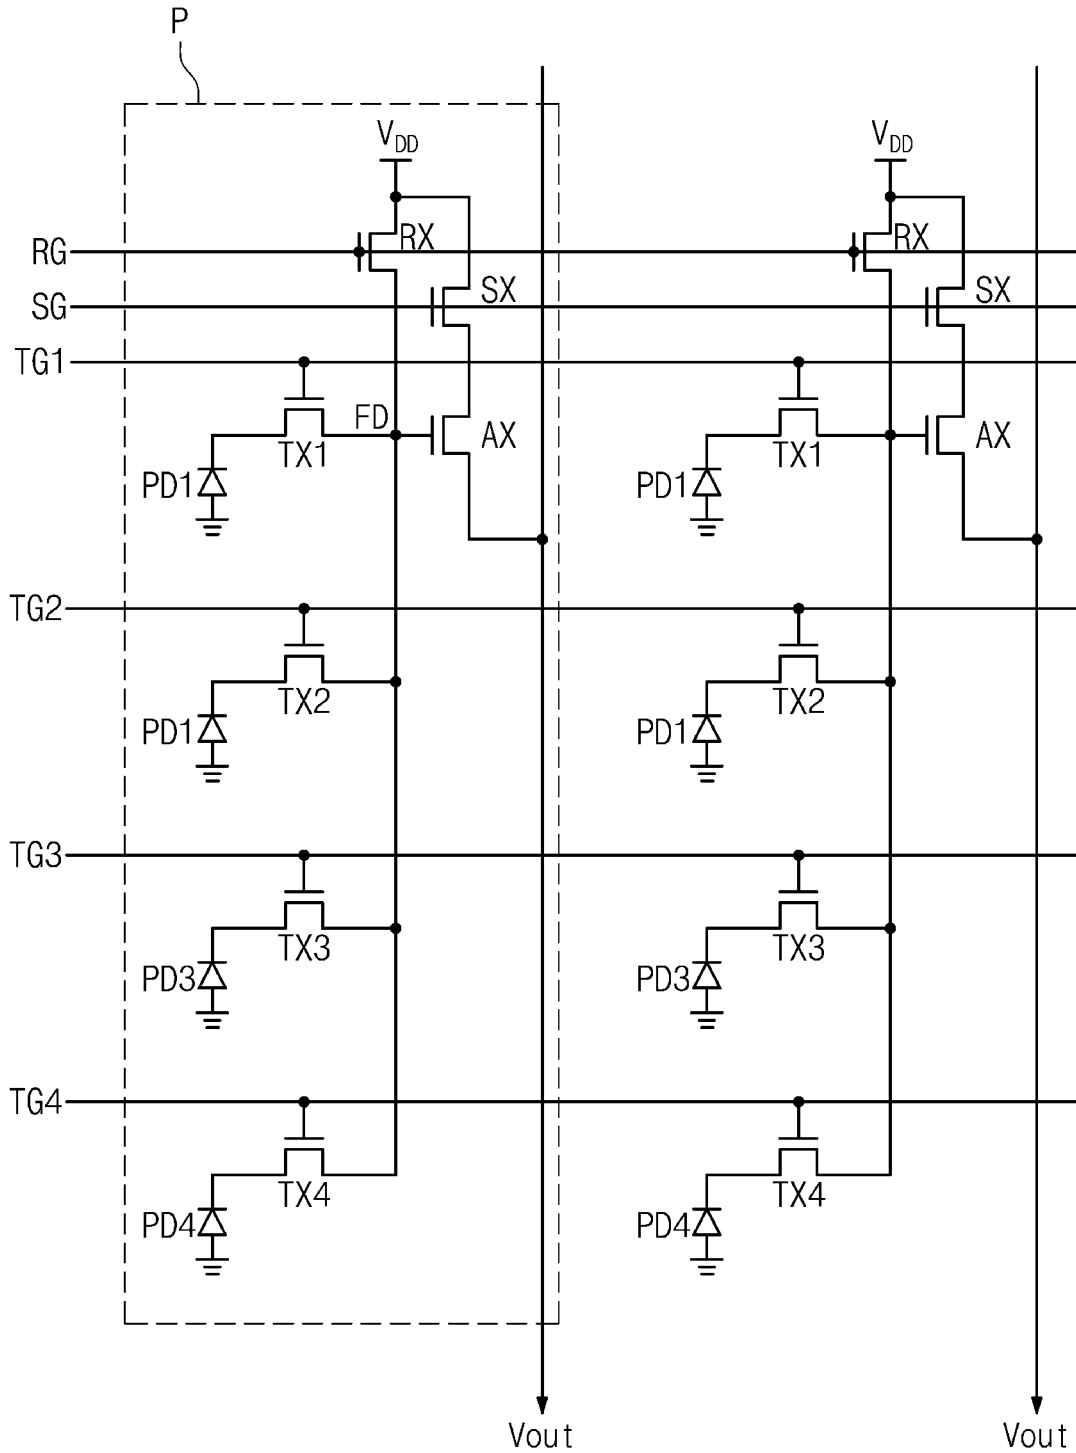 P
VDD VDD
RG RX RX
SG SX SX
TG1
FD AX AX
TX1 TX1
PD1 PD1
TG2
TX2 TX2
PD1 PD1
TG3
TX3 TX3
PD3 PD3
TG4
TX4 TX4
PD4 PD4
Vout Vout